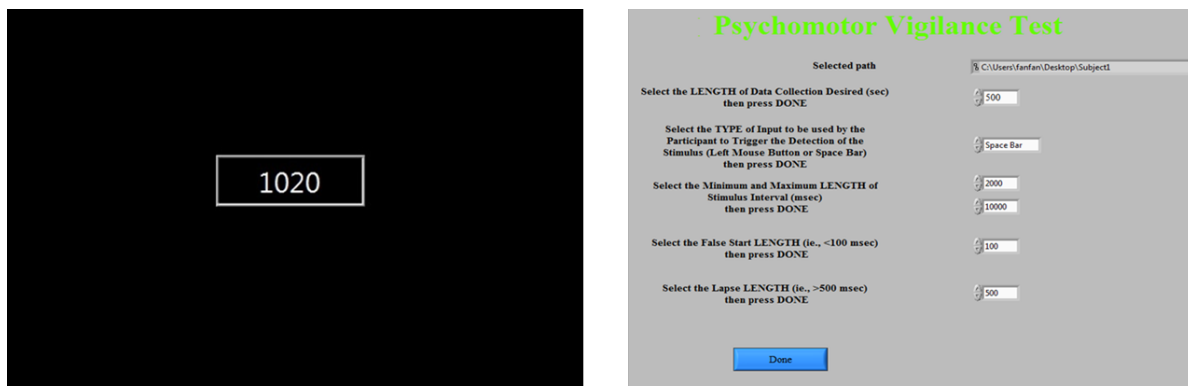 1020
Psychomotor Vigilance Test
Selected path
C:\Users\fanfan\Desktop\Subject1
Select the LENGTH of Data Collection Desired (sec)
then press DONE
500
Select the TYPE of Input to be used by the
Participant to Trigger the Detection of the
Stimulus (Left Mouse Button or Space Bar)
then press DONE
Space Bar
Select the Minimum and Maximum LENGTH of
Stimulus Interval (msec)
then press DONE
2000
10000
Select the False Start LENGTH (ie., <100 msec)
then press DONE
100
Select the Lapse LENGTH (ie., >500 msec)
then press DONE
500
Done